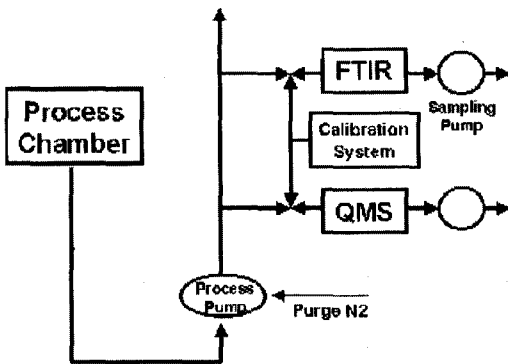 FTIR
Sampling
Pump
Process
Chamber
Calibration
System
QMS
Process
Pump
Purge N2